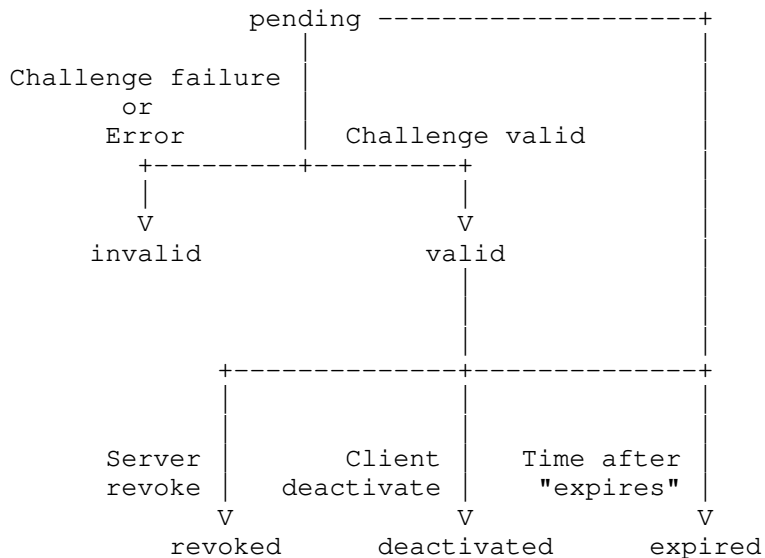 pending
Challenge failure
or
Error
Challenge valid
invalid valid
Server Client Time after
revoke deactivate "expires"
revoked deactivated expired